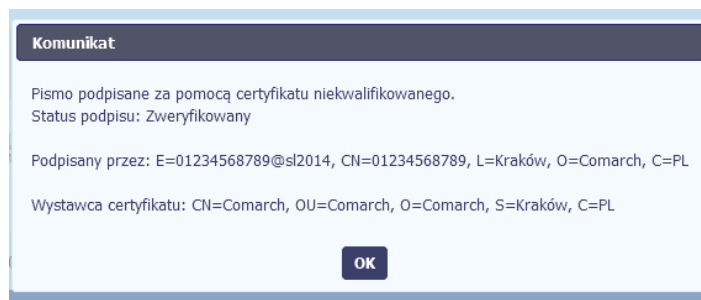 Komunikat
Pismo podpisane za pomocą certyfikatu niekwalifikowanego.
Status podpisu: Zweryfikowany
Podpisany przez: E=01234568789@sl2014, CN=01234568789, L=Kraków, O=Comarch, C=PL
Wystawca certyfikatu: CN=Comarch, OU=Comarch, O=Comarch, S=Kraków, C=PL
OK